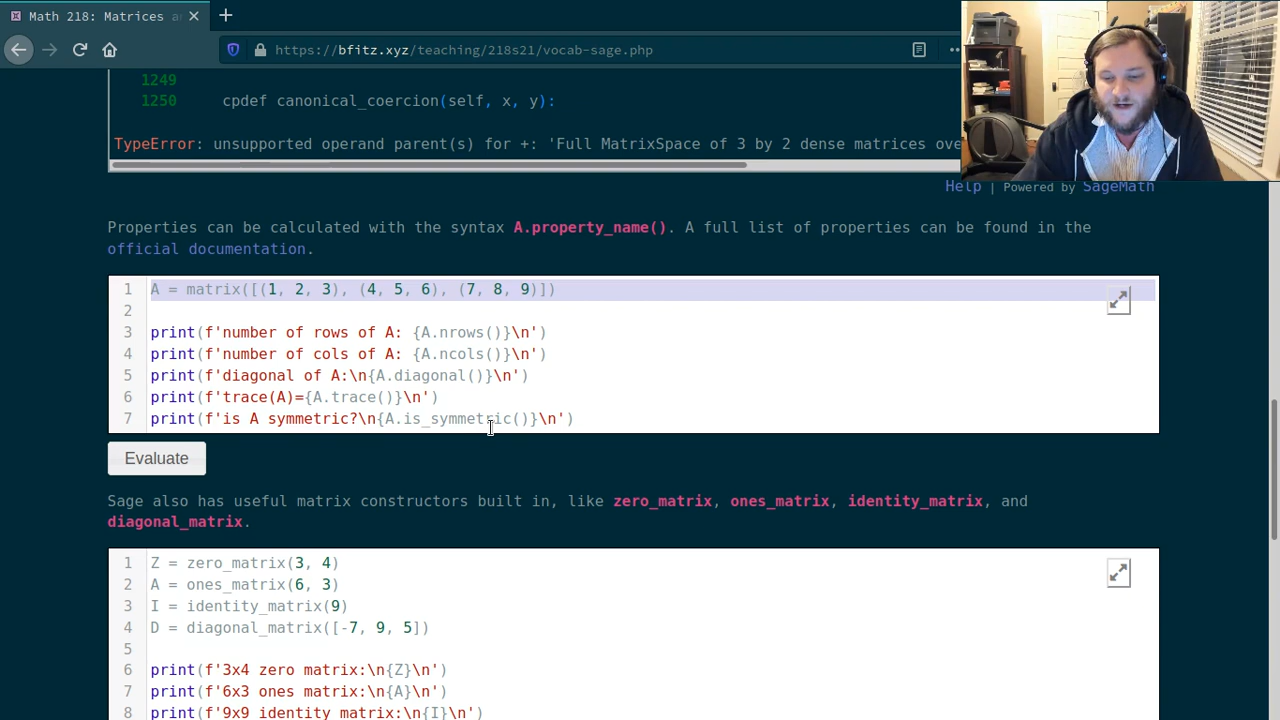 Math 218: Matrices a
https://bfitz.xyz/teaching/218s21/vocab-sage.php
1249
1250 cpdef canonical_coercion(self, x, y):
TypeError: unsupported operand parent(s) for +: 'Full MatrixSpace of 3 by 2 dense matrices ove
Help | Powered by SageMath
Properties can be calculated with the syntax A.property_name(). A full list of properties can be found in the
official documentation.
1 A = matrix([(1, 2, 3), (4, 5, 6), (7, 8, 9)])
2
3 print(f'number of rows of A: {A.nrows()}\n')
4 print(f'number of cols of A: {A.ncols()}\n')
5 print(f'diagonal of A:\n{A.diagonal()}\n')
6 print(f'trace(A)={A.trace()}\n')
7 print(f'is A symmetric?\n{A.is_symmetric()}\n')
Evaluate
Sage also has useful matrix constructors built in, like zero_matrix, ones_matrix, identity_matrix, and
diagonal_matrix.
1 Z = zero_matrix(3, 4)
2 A = ones_matrix(6, 3)
3 I = identity_matrix(9)
4 D = diagonal_matrix([-7, 9, 5])
5
6 print(f'3x4 zero matrix:\n{Z}\n')
7 print(f'6x3 ones matrix:\n{A}\n')
8 print(f'9x9 identity matrix:\n{I}\n')